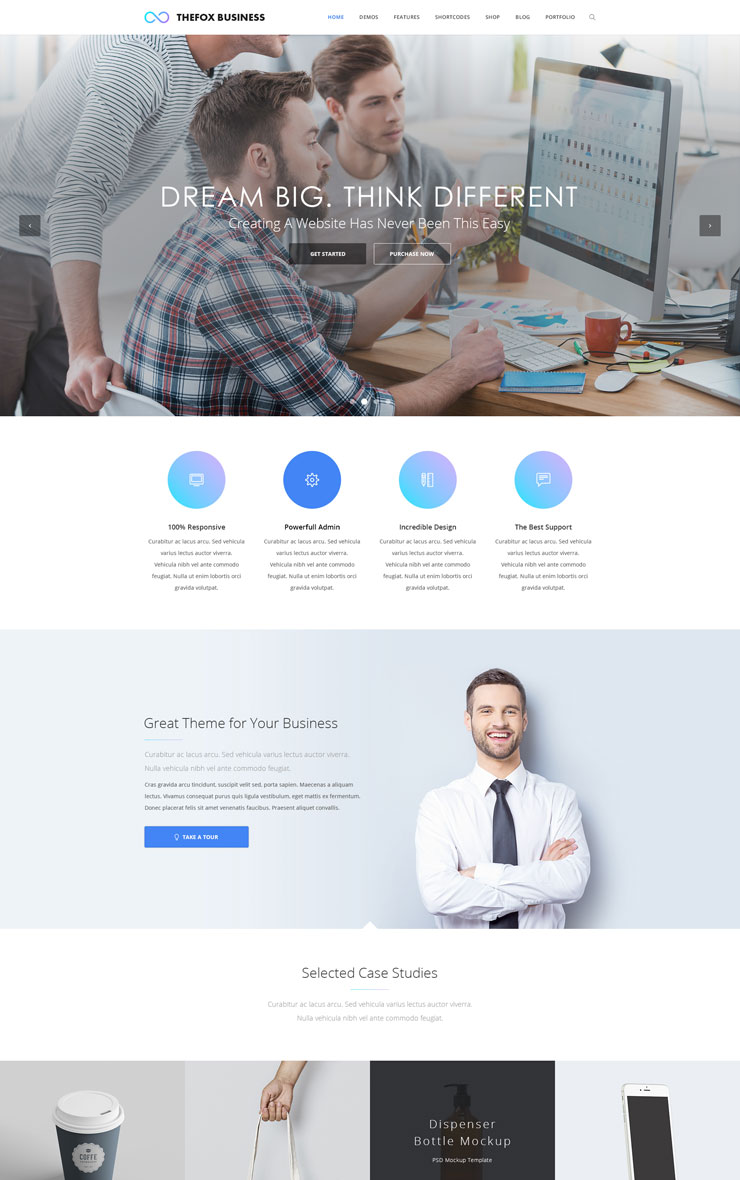 THEFOX BUSINESS
HOME DEMOS FEATURES SHORTCODES SHOP BLOG PORTFOLIO
DREAM BIG. THINK DIFFERENT
Creating A Website Has Never Been This Easy
GET STARTED PURCHASE NOW
100% Responsive
Curabitur ac lacus arcu. Sed vehicula
varius lectus auctor viverra.
Vehicula nibh vel ante commodo
feugiat. Nulla ut enim lobortis orci
gravida volutpat.
Powerfull Admin
Curabitur ac lacus arcu. Sed vehicula
varius lectus auctor viverra.
Vehicula nibh vel ante commodo
feugiat. Nulla ut enim lobortis orci
gravida volutpat.
Incredible Design
Curabitur ac lacus arcu. Sed vehicula
varius lectus auctor viverra.
Vehicula nibh vel ante commodo
feugiat. Nulla ut enim lobortis orci
gravida volutpat.
The Best Support
Curabitur ac lacus arcu. Sed vehicula
varius lectus auctor viverra.
Vehicula nibh vel ante commodo
feugiat. Nulla ut enim lobortis orci
gravida volutpat.
Great Theme for Your Business
Curabitur ac lacus arcu. Sed vehicula varius lectus auctor viverra.
Nulla vehicula nibh vel ante commodo feugiat.
Cras gravida arcu tincidunt, suscipit velit sed, porta sapien. Maecenas a aliquam
lectus. Vivamus consequat purus quis ligula vestibulum, eget mattis ex fermentum.
Donec placerat felis sit amet venenatis faucibus. Praesent aliquet convallis.
TAKE A TOUR
Selected Case Studies
Curabitur ac lacus arcu. Sed vehicula varius lectus auctor viverra.
Nulla vehicula nibh vel ante commodo feugiat.
COFFE
Dispenser
Bottle Mockup
PSD Mockup Template